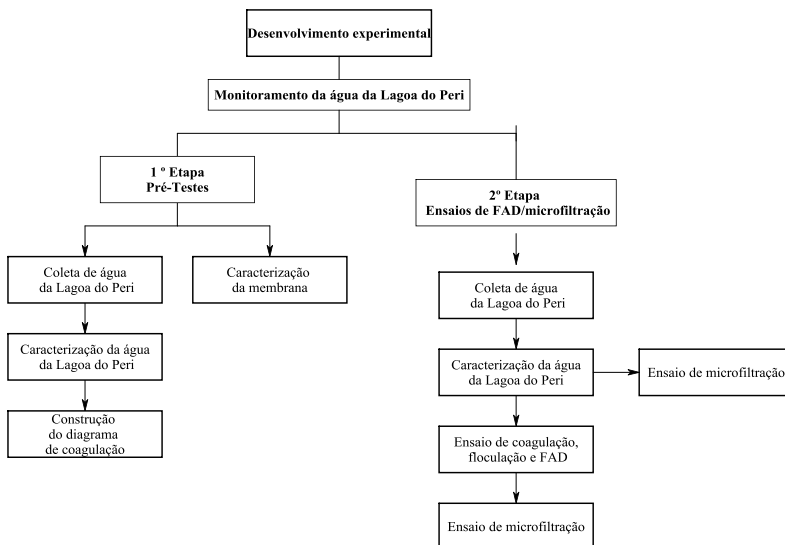 Desenvolvimento experimental
Monitoramento da água da Lagoa do Peri
1 º Etapa
Pré-Testes
2º Etapa
Ensaios de FAD/microfiltração
Coleta de água
da Lagoa do Peri
Caracterização
da membrana
Caracterização da água
da Lagoa do Peri
Construção
do diagrama
de coagulação
Coleta de água
da Lagoa do Peri
Caracterização da água
da Lagoa do Peri
Ensaio de microfiltração
Ensaio de coagulação,
floculação e FAD
Ensaio de microfiltração